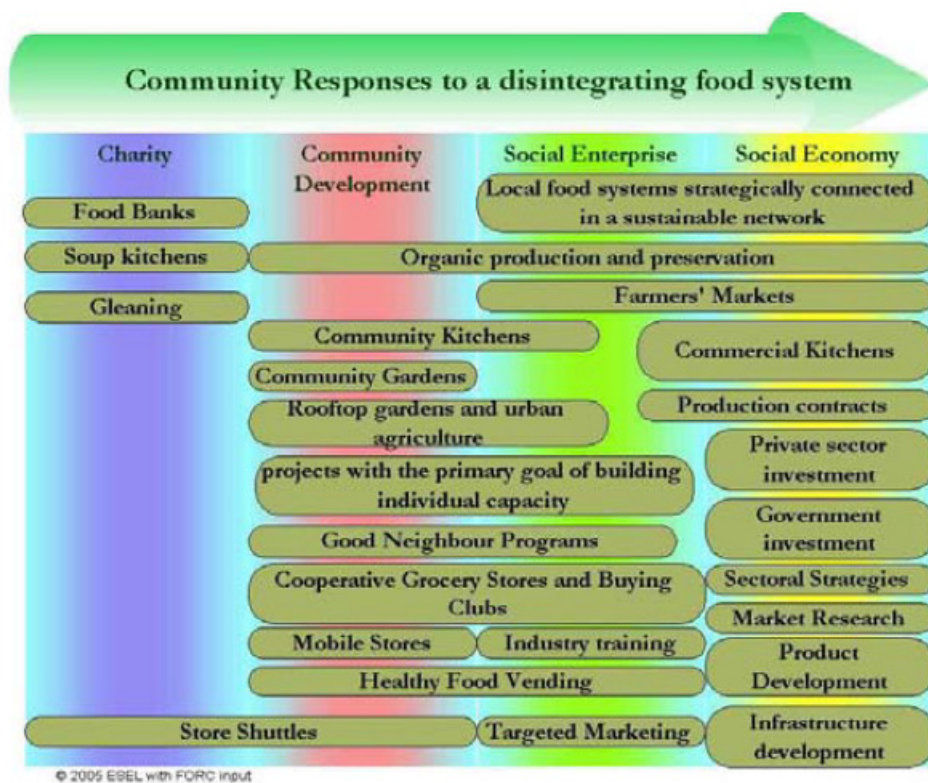 Community Responses to a disintegrating food system
Charity
Community
Development
Social Enterprise
Social Economy
Local food systems strategically connected
in a sustainable network
Food Banks
Soup kitchens
Organic production and preservation
Gleaning
Farmers' Markets
Community Kitchens
Commercial Kitchens
Community Gardens
Rooftop gardens and urban
agriculture
Production contracts
projects with the primary goal of building
individual capacity
Private sector
investment
Good Neighbour Programs
Government
investment
Cooperative Grocery Stores and Buying
Clubs
Sectoral Strategies
Market Research
Mobile Stores
Industry training
Product
Development
Healthy Food Vending
Store Shuttles
Targeted Marketing
Infrastructure
development
© 2005 ESEL with FORC input